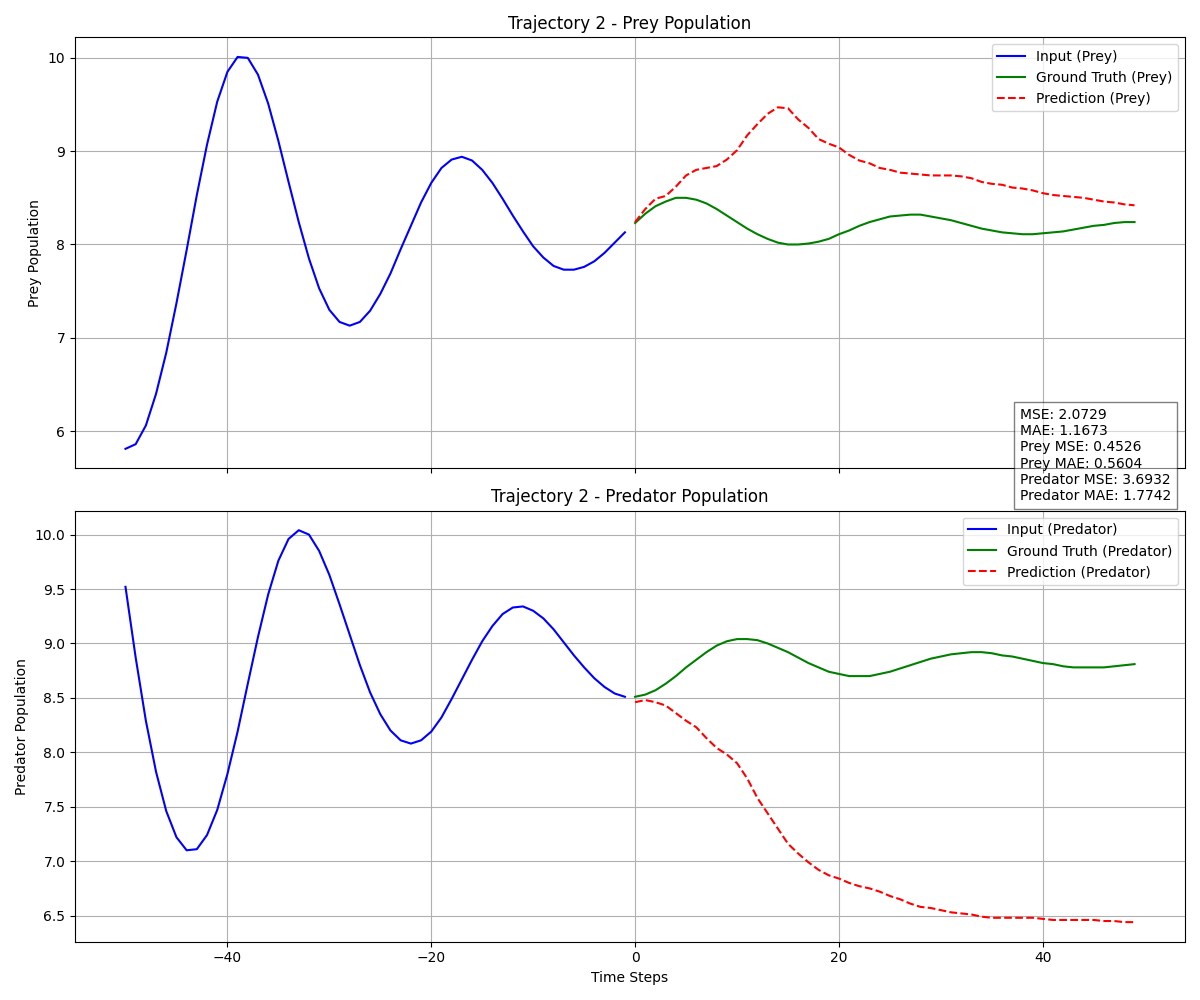 Trajectory 2 - Prey Population
Prey Population
10
9
8
7
6
Input (Prey)
Ground Truth (Prey)
Prediction (Prey)
MSE: 2.0729
MAE: 1.1673
Prey MSE: 0.4526
Prey MAE: 0.5604
Predator MSE: 3.6932
Predator MAE: 1.7742
Trajectory 2 - Predator Population
Predator Population
10.0
9.5
9.0
8.5
8.0
7.5
7.0
6.5
Input (Predator)
Ground Truth (Predator)
Prediction (Predator)
−40 −20 0 20 40
Time Steps